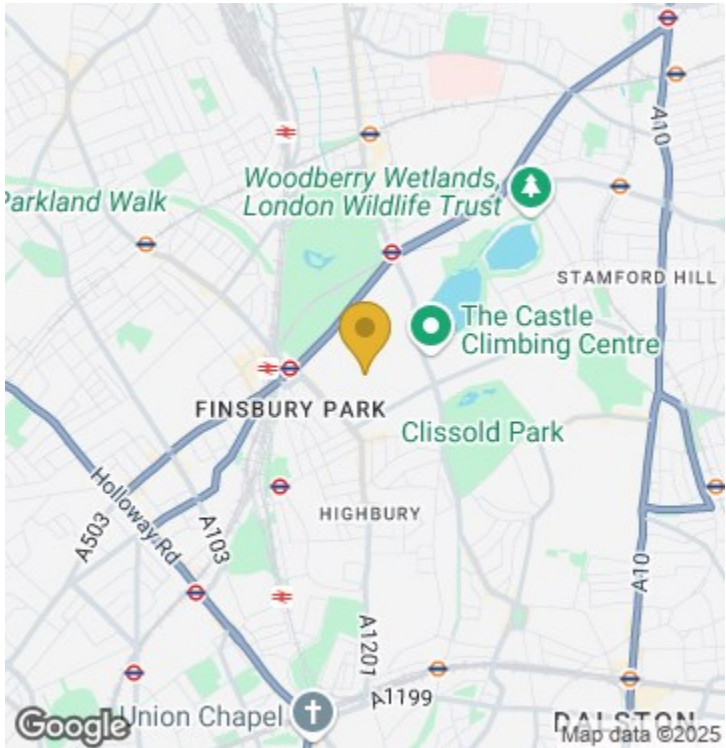 A10
Woodberry Wetlands,
London Wildlife Trust
Parkland Walk
STAMFORD HILL
The Castle
Climbing Centre
FINSBURY PARK
Clissold Park
Holloway Rd
A503
A103
HIGHBURY
A10
A1201
A1199
Union Chapel
DALSTON
Google
Map data ©2025